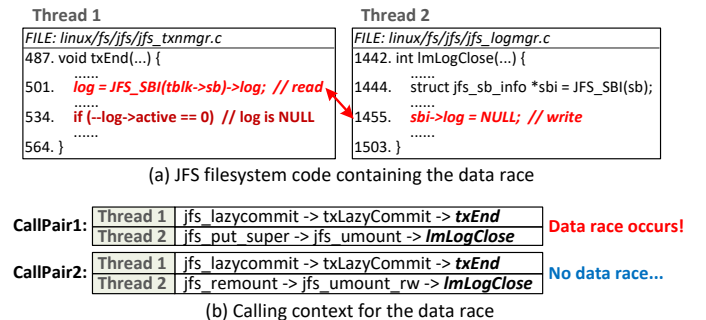 Thread 1
FILE: linux/fs/jfs/jfs_txnmgr.c
487. void txEnd(...) {
......
501. log = JFS_SBI(tblk->sb)->log; // read
......
534. if (--log->active == 0) // log is NULL
......
564. }
Thread 2
FILE: linux/fs/jfs/jfs_logmgr.c
1442. int lmLogClose(...) {
......
1444. struct jfs_sb_info *sbi = JFS_SBI(sb);
......
1455. sbi->log = NULL; // write
......
1503. }
(a) JFS filesystem code containing the data race
CallPair1: Thread 1 jfs_lazycommit -> txLazyCommit -> txEnd
Thread 2 jfs_put_super -> jfs_umount -> lmLogClose
Data race occurs!
CallPair2: Thread 1 jfs_lazycommit -> txLazyCommit -> txEnd
Thread 2 jfs_remount -> jfs_umount_rw -> lmLogClose
No data race...
(b) Calling context for the data race